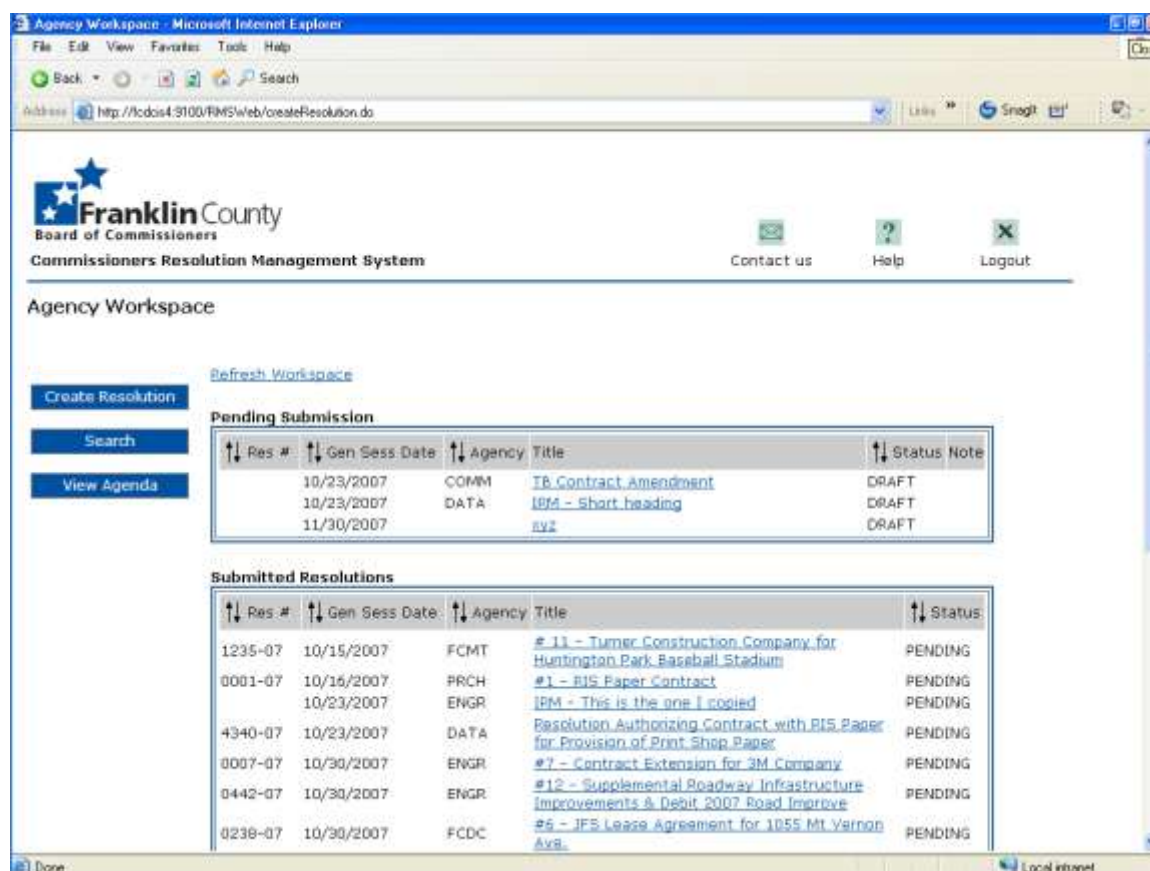 Agency Workspace - Microsoft Internet Explorer
File Edit View Favorites Tools Help
Clo
Back Search
Address http://fcdcis4:9100/RMSWeb/createResolution.do Links » SnagIt
Franklin County
Board of Commissioners
Commissioners Resolution Management System
Contact us Help Logout
Agency Workspace
Refresh Workspace
Create Resolution
Search
View Agenda
Pending Submission
Res # Gen Sess Date Agency Title Status Note
10/23/2007 COMM TB Contract Amendment DRAFT
10/23/2007 DATA IRM - Short heading DRAFT
11/30/2007 xyz DRAFT
Submitted Resolutions
Res # Gen Sess Date Agency Title Status
1235-07 10/15/2007 FCMT # 11 - Turner Construction Company for PENDING
Huntington Park Baseball Stadium
0001-07 10/16/2007 PRCH #1 - RIS Paper Contract PENDING
10/23/2007 ENGR IRM - This is the one I copied PENDING
4340-07 10/23/2007 DATA Resolution Authorizing Contract with RIS Paper PENDING
for Provision of Print Shop Paper
0007-07 10/30/2007 ENGR #7 - Contract Extension for 3M Company PENDING
0442-07 10/30/2007 ENGR #12 - Supplemental Roadway Infrastructure PENDING
Improvements & Debit 2007 Road Improve
0238-07 10/30/2007 FCDC #6 - JFS Lease Agreement for 1055 Mt Vernon PENDING
Ave.
Done Local intranet